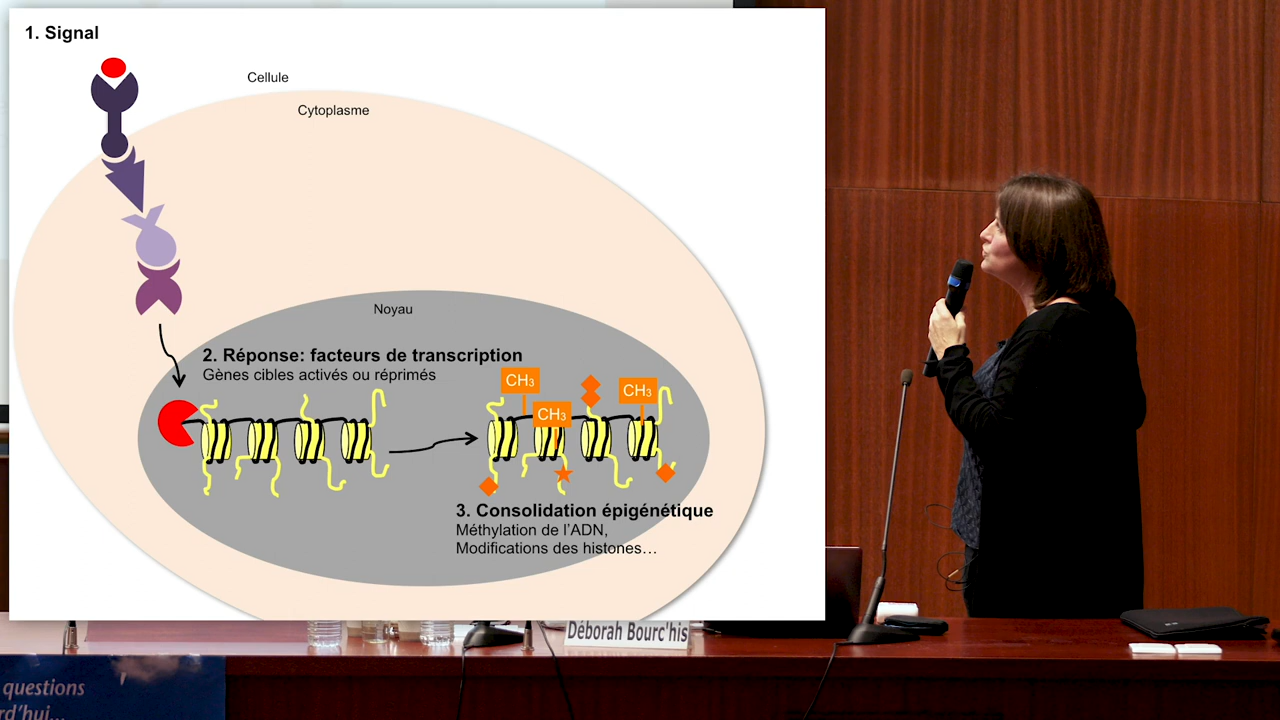 1. Signal
Cellule
Cytoplasme
Noyau
2. Réponse: facteurs de transcription
Gènes cibles activés ou réprimés
CH₃
CH₃
CH₃
3. Consolidation épigénétique
Méthylation de l'ADN,
Modifications des histones…
Déborah Bourc'his
questions
rd'hui...